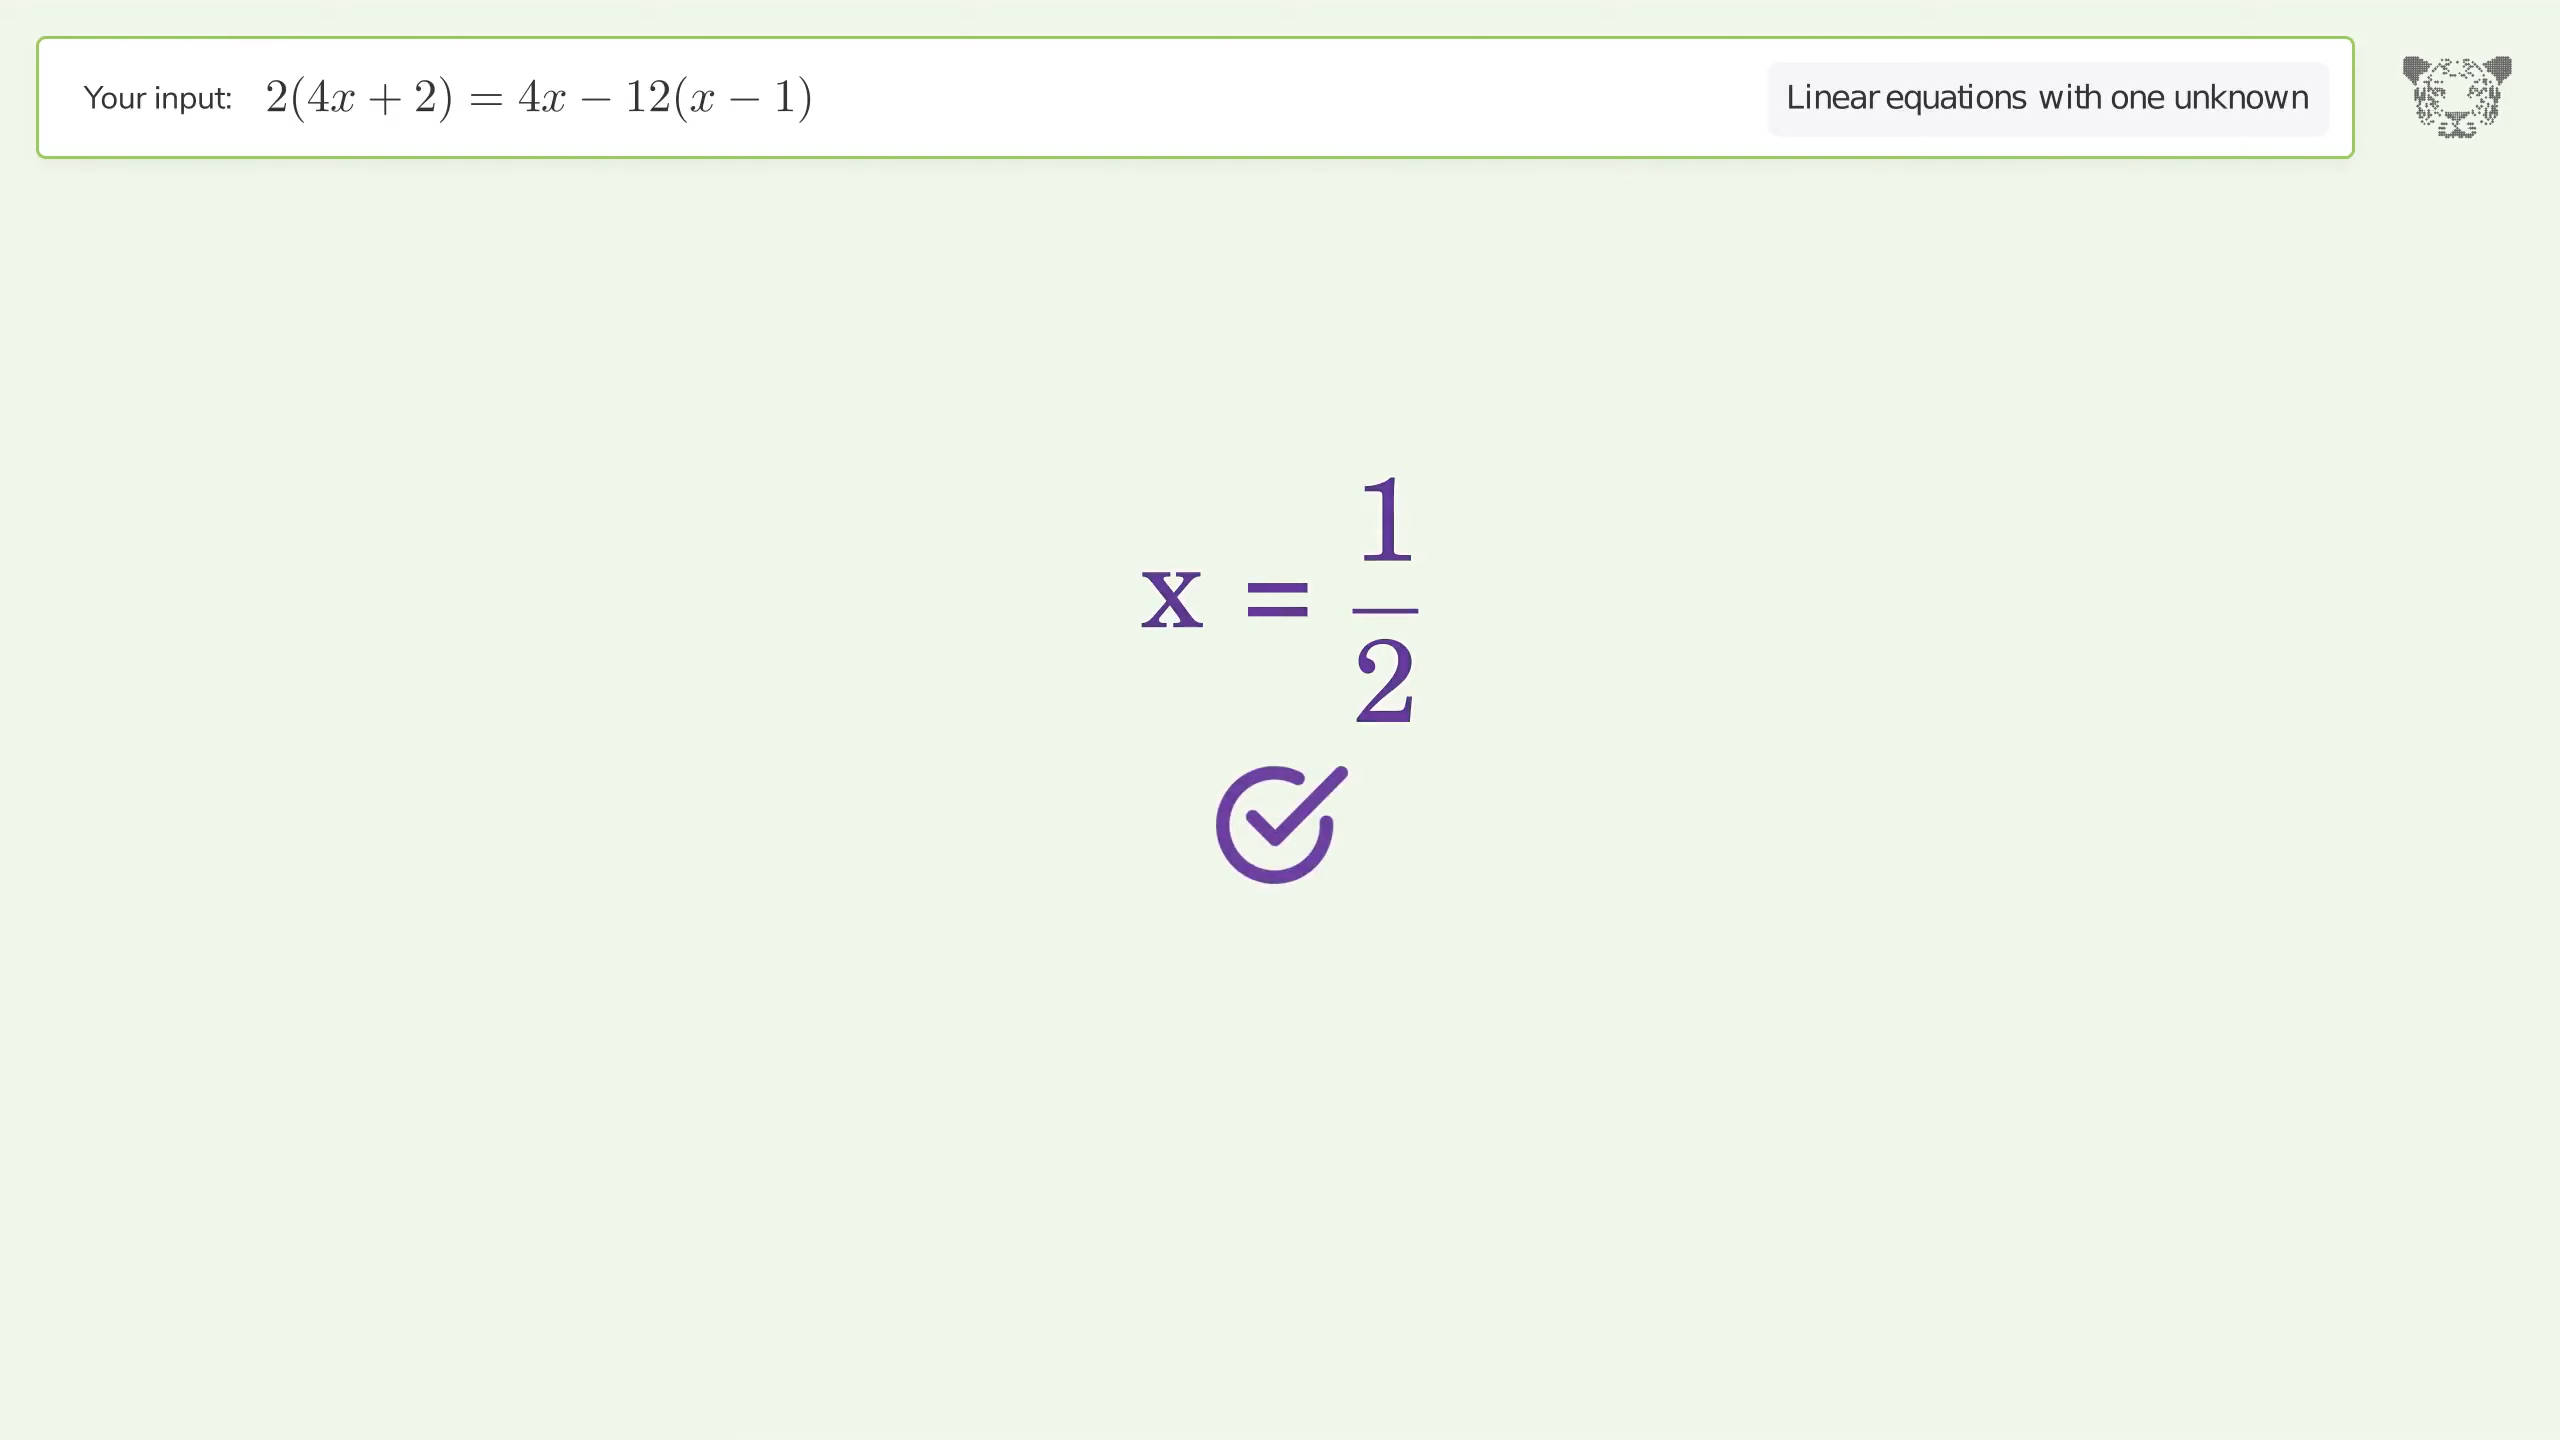 Your input: 2(4x + 2) = 4x − 12(x − 1)
Linear equations with one unknown
x = 1/2